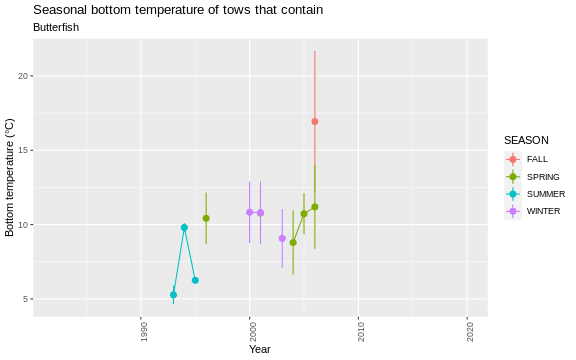 Seasonal bottom temperature of tows that contain
Butterfish
Bottom temperature (°C)
20
15
10
5
1990
2000
2010
2020
Year
SEASON
FALL
SPRING
SUMMER
WINTER